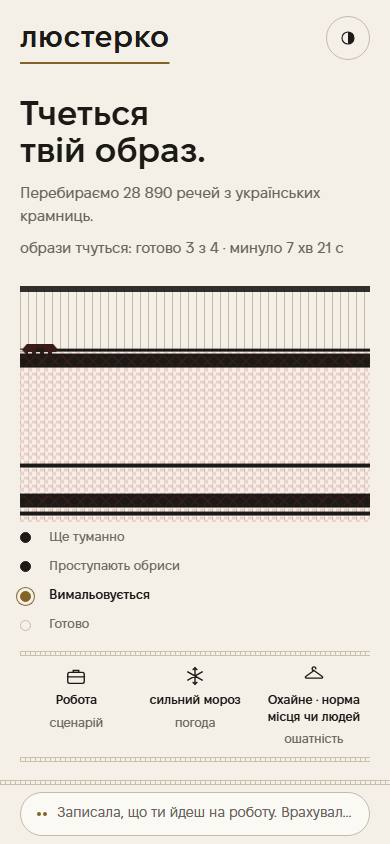 люстерко
Тчеться
твій образ.
Перебираємо 28 890 речей з українських
крамниць.
образи тчуться: готово 3 з 4 · минуло 7 хв 21 с
Ще туманно
Проступають обриси
Вимальовується
Готово
Робота
сценарій
сильний мороз
погода
Охайне · норма
місця чи людей
ошатність
Записала, що ти йдеш на роботу. Врахувал...